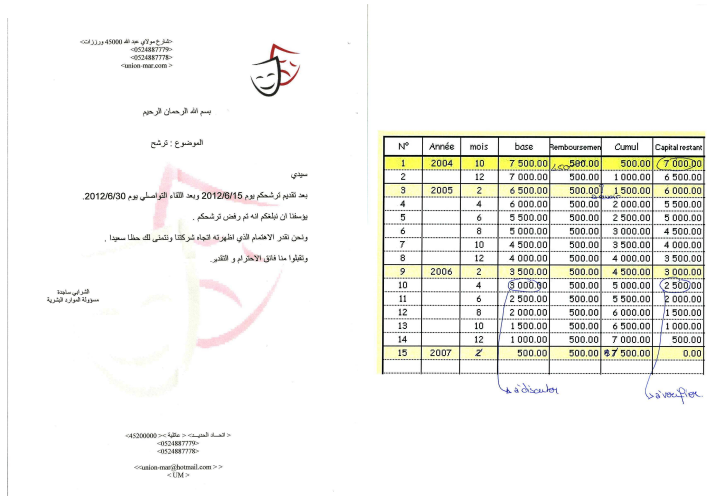 <شارع مولاي عبد الله 45000 ورززات>
<0524887779>
<0524887778>
<union-mar.com >
بسم الله الرحمان الرحيم
الموضوع : ترشح
سيدي
بعد تقديم ترشحكم يوم 2012/6/15 وبعد اللقاء التواصلي يوم 2012/6/30.
يؤسفنا ان نبلغكم انه تم رفض ترشحكم .
ونحن نقدر الاهتمام الذي اظهرته اتجاه شركتنا ونتمنى لك حظا سعيدا .
وتقبلوا منا فائق الاحترام و التقدير.
الشرابي ساجدة
مسؤولة الموارد البشرية
< اتحاد الحديد>< عائلية >< 45200000>
<0524887779>
<0524887778>
<<union-mar@hotmail.com > >
< UM >
N° Année mois base Remboursemen Cumul Capital restant
1 2004 10 7 500.00 500.00 500.00 7 000.00
2 12 7 000.00 500.00 1 000.00 6 500.00
3 2005 2 6 500.00 500.00 1 500.00 6 000.00
4 4 6 000.00 500.00 2 000.00 5 500.00
5 6 5 500.00 500.00 2 500.00 5 000.00
6 8 5 000.00 500.00 3 000.00 4 500.00
7 10 4 500.00 500.00 3 500.00 4 000.00
8 12 4 000.00 500.00 4 000.00 3 500.00
9 2006 2 3 500.00 500.00 4 500.00 3 000.00
10 4 3 000.00 500.00 5 000.00 2 500.00
11 6 2 500.00 500.00 5 500.00 2 000.00
12 8 2 000.00 500.00 6 000.00 1 500.00
13 10 1 500.00 500.00 6 500.00 1 000.00
14 12 1 000.00 500.00 7 000.00 500.00
15 2007 2 500.00 500.00 7 500.00 0.00
à discuter
à verifier